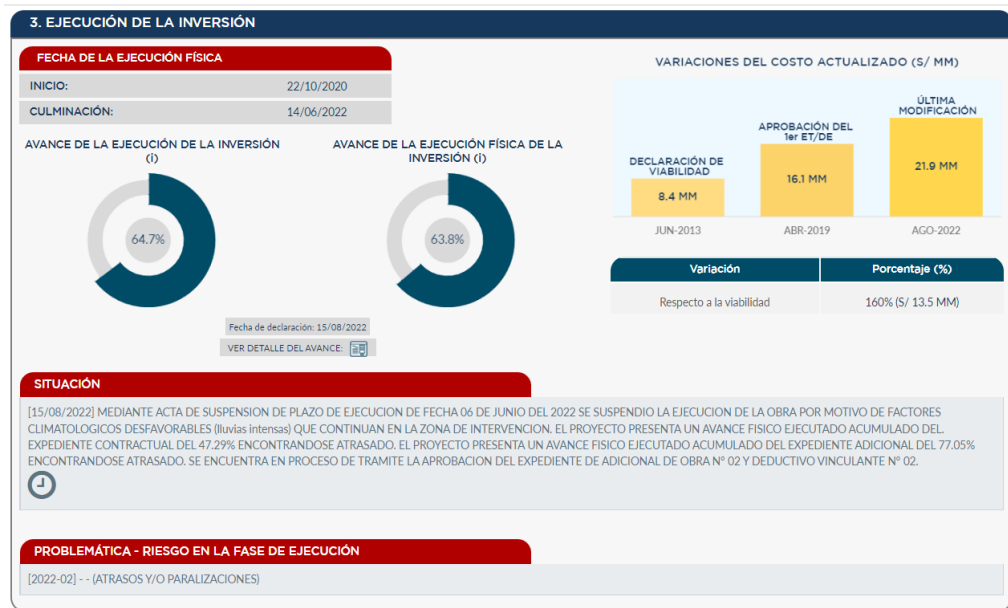 3. EJECUCIÓN DE LA INVERSIÓN
FECHA DE LA EJECUCIÓN FÍSICA
INICIO: 22/10/2020
CULMINACIÓN: 14/06/2022
AVANCE DE LA EJECUCIÓN DE LA INVERSIÓN
(i)
64.7%
AVANCE DE LA EJECUCIÓN FÍSICA DE LA
INVERSIÓN (i)
63.8%
Fecha de declaración: 15/08/2022
VER DETALLE DEL AVANCE:
VARIACIONES DEL COSTO ACTUALIZADO (S/ MM)
DECLARACIÓN DE
VIABILIDAD
8.4 MM
JUN-2013
APROBACIÓN DEL
1er ET/DE
16.1 MM
ABR-2019
ÚLTIMA
MODIFICACIÓN
21.9 MM
AGO-2022
Variación Porcentaje (%)
Respecto a la viabilidad 160% (S/ 13.5 MM)
SITUACIÓN
[15/08/2022] MEDIANTE ACTA DE SUSPENSION DE PLAZO DE EJECUCION DE FECHA 06 DE JUNIO DEL 2022 SE SUSPENDIO LA EJECUCION DE LA OBRA POR MOTIVO DE FACTORES
CLIMATOLOGICOS DESFAVORABLES (lluvias intensas) QUE CONTINUAN EN LA ZONA DE INTERVENCION. EL PROYECTO PRESENTA UN AVANCE FISICO EJECUTADO ACUMULADO DEL
EXPEDIENTE CONTRACTUAL DEL 47.29% ENCONTRANDOSE ATRASADO. EL PROYECTO PRESENTA UN AVANCE FISICO EJECUTADO ACUMULADO DEL EXPEDIENTE ADICIONAL DEL 77.05%
ENCONTRANDOSE ATRASADO. SE ENCUENTRA EN PROCESO DE TRAMITE LA APROBACION DEL EXPEDIENTE DE ADICIONAL DE OBRA N° 02 Y DEDUCTIVO VINCULANTE N° 02.
PROBLEMÁTICA - RIESGO EN LA FASE DE EJECUCIÓN
[2022-02] - - (ATRASOS Y/O PARALIZACIONES)